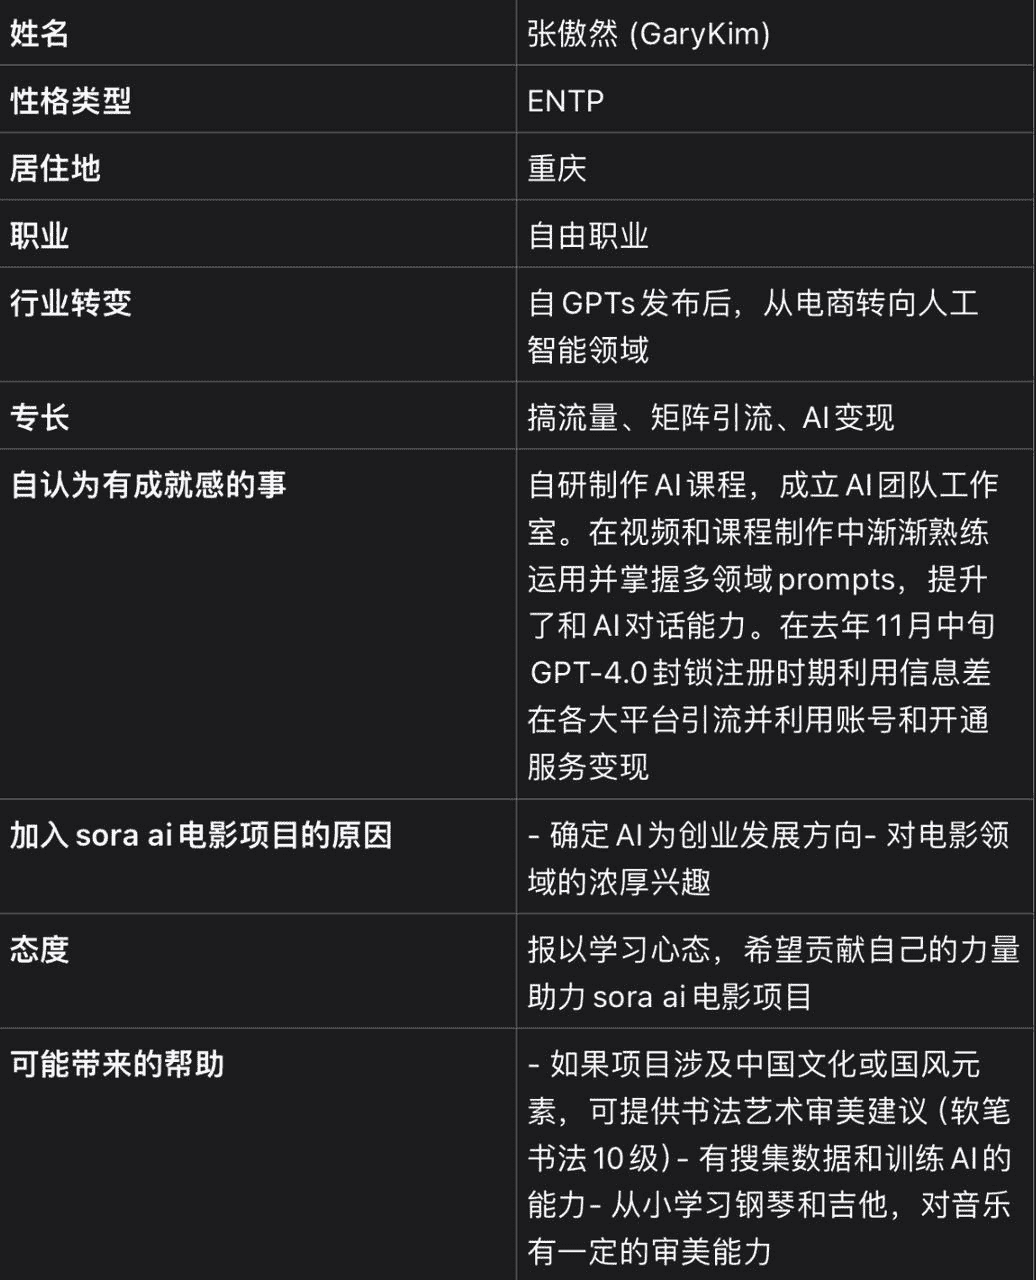 姓名
张傲然 (GaryKim)
性格类型
ENTP
居住地
重庆
职业
自由职业
行业转变
自GPTs发布后，从电商转向人工
智能领域
专长
搞流量、矩阵引流、AI变现
自认为有成就感的事
自研制作AI课程，成立AI团队工作
室。在视频和课程制作中渐渐熟练
运用并掌握多领域prompts，提升
了和AI对话能力。在去年11月中旬
GPT-4.0封锁注册时期利用信息差
在各大平台引流并利用账号和开通
服务变现
加入sora ai电影项目的原因
- 确定AI为创业发展方向- 对电影领
域的浓厚兴趣
态度
报以学习心态，希望贡献自己的力量
助力sora ai电影项目
可能带来的帮助
- 如果项目涉及中国文化或国风元
素，可提供书法艺术审美建议（软笔
书法10级）- 有搜集数据和训练AI的
能力- 从小学习钢琴和吉他，对音乐
有一定的审美能力